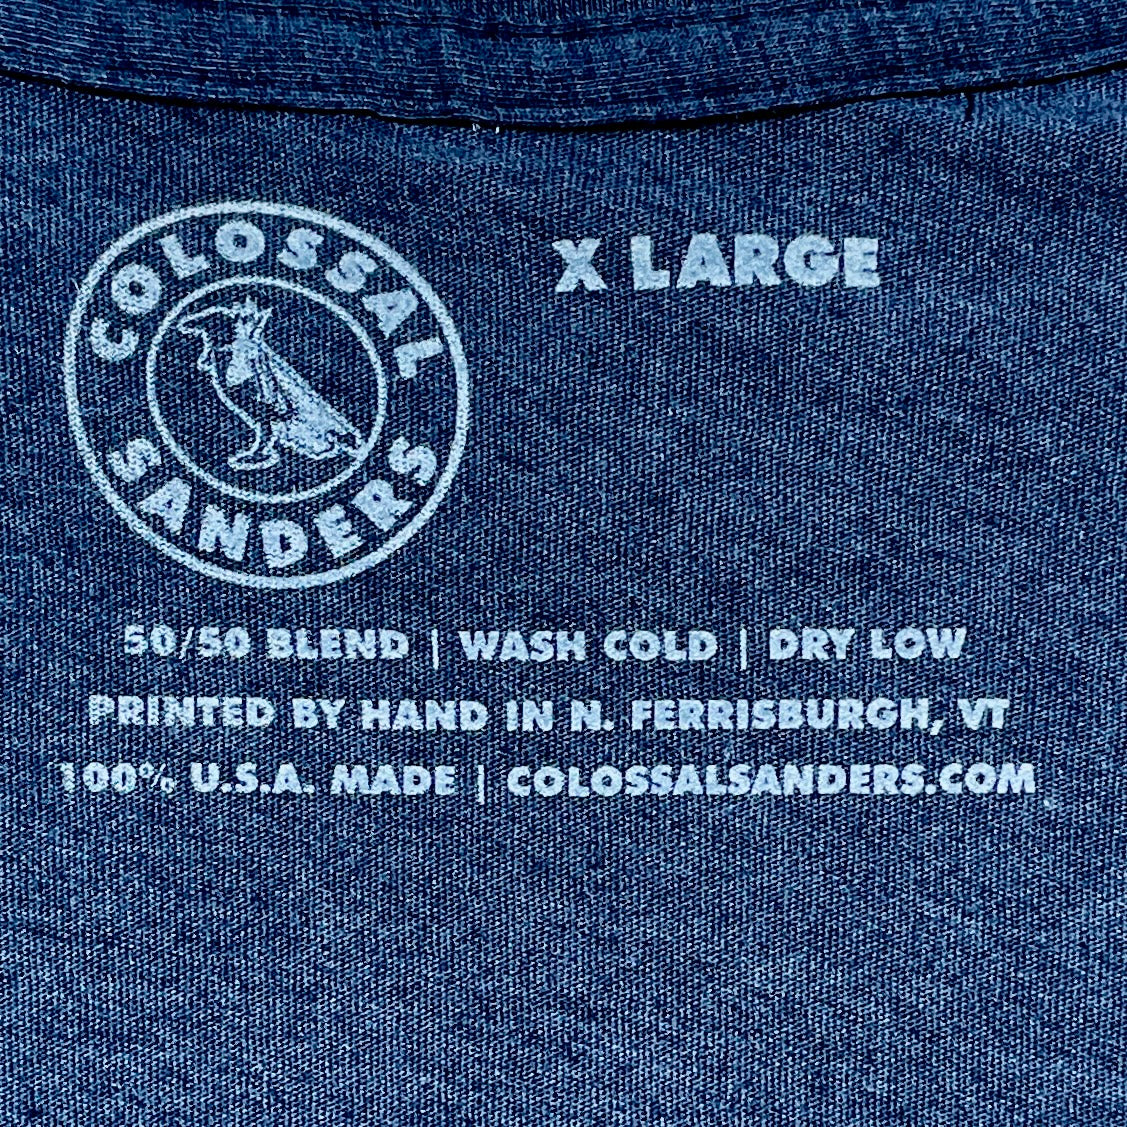 COLOSSAL
SANDERS
X LARGE
50/50 BLEND | WASH COLD | DRY LOW
PRINTED BY HAND IN N. FERRISBURGH, VT
100% U.S.A. MADE | COLOSSALSANDERS.COM